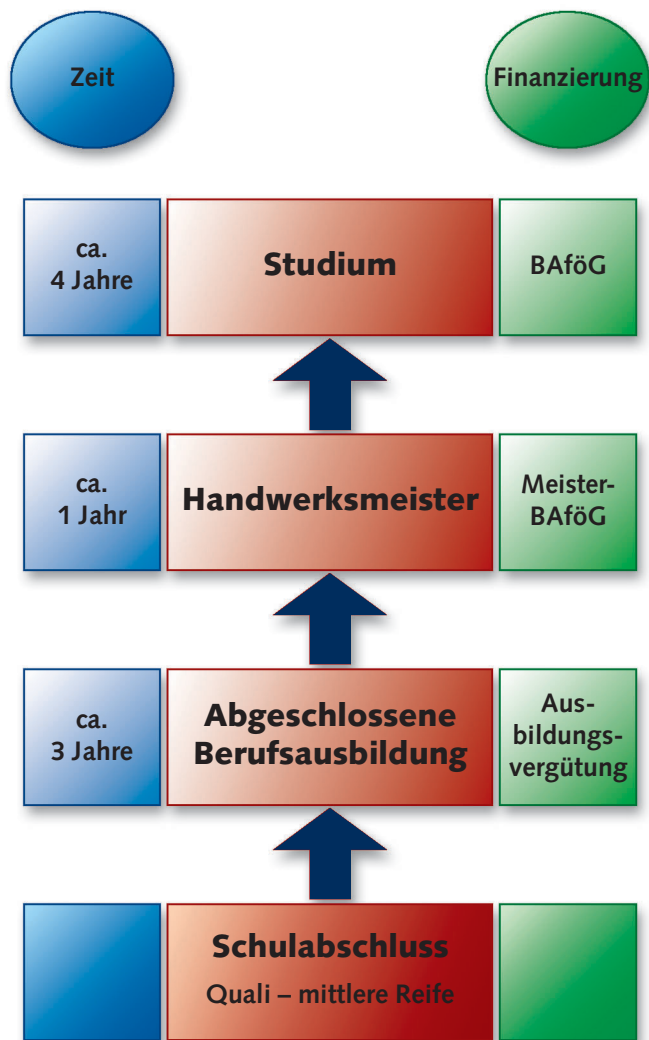 Zeit
Finanzierung
ca.
4 Jahre
Studium
BAföG
ca.
1 Jahr
Handwerksmeister
Meister-
BAföG
ca.
3 Jahre
Abgeschlossene
Berufsausbildung
Aus-
bildungs-
vergütung
Schulabschluss
Quali – mittlere Reife